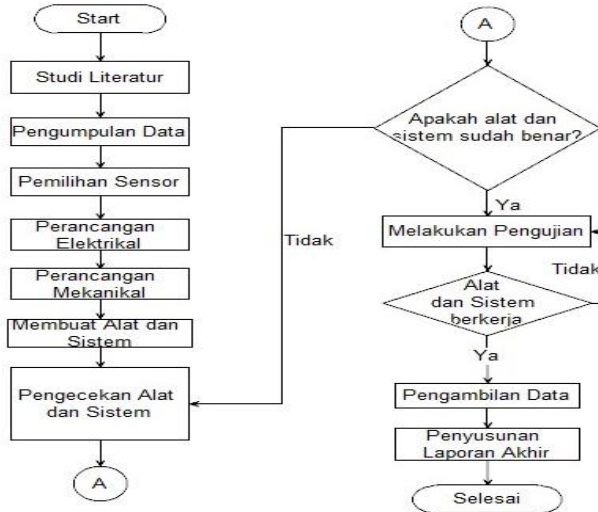 Start
Studi Literatur
Pengumpulan Data
Pemilihan Sensor
Perancangan
Elektrikal
Perancangan
Mekanikal
Membuat Alat dan
Sistem
Pengecekan Alat
dan Sistem
A
A
Apakah alat dan
sistem sudah benar?
Tidak
Ya
Melakukan Pengujian
Tidak
Alat
dan Sistem
berkerja
Ya
Pengambilan Data
Penyusunan
Laporan Akhir
Selesai